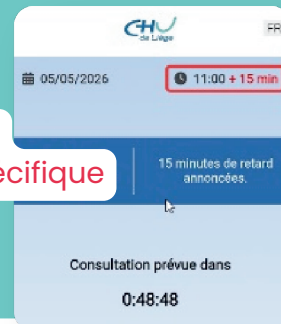 CHU
de Liège
FR
05/05/2026
11:00 + 15 min
écifique
15 minutes de retard
annoncées.
Consultation prévue dans
0:48:48